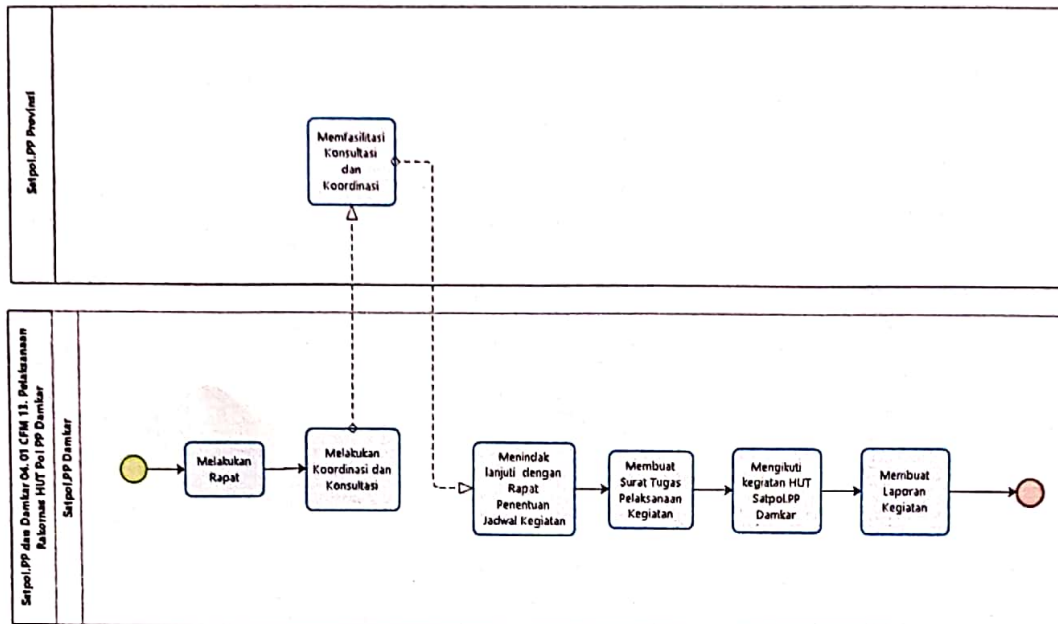 Satpol.PP Provinsi
Memfasilitasi
Konsultasi
dan
Koordinasi
Satpol.PP dan Damkar 04. 01 CFM 13. Pelaksanaan
Rakornas HUT Pol PP Damkar
Satpol.PP Damkar
Melakukan
Rapat
Melakukan
Koordinasi dan
Konsultasi
Menindak
lanjuti dengan
Rapat
Penentuan
Jadwal Kegiatan
Membuat
Surat Tugas
Pelaksanaan
Kegiatan
Mengikuti
kegiatan HUT
Satpol.PP
Damkar
Membuat
Laporan
Kegiatan